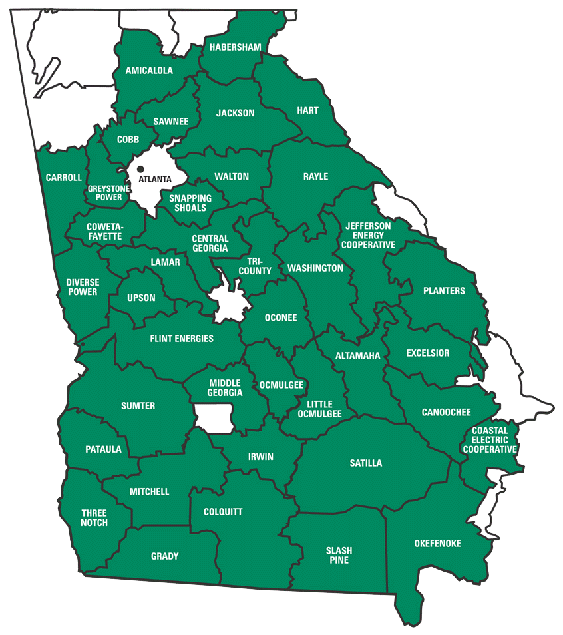 HABERSHAM
AMICALOLA
HART
JACKSON
SAWNEE
COBB
CARROLL
ATLANTA
WALTON
RAYLE
GREYSTONE
POWER
SNAPPING
SHOALS
COWETA-
FAYETTE
JEFFERSON
ENERGY
COOPERATIVE
CENTRAL
GEORGIA
LAMAR
TRI-
COUNTY
WASHINGTON
DIVERSE
POWER
UPSON
PLANTERS
OCONEE
FLINT ENERGIES
ALTAMAHA
EXCELSIOR
MIDDLE
GEORGIA
OCMULGEE
SUMTER
LITTLE
OCMULGEE
CANOOCHEE
COASTAL
ELECTRIC
COOPERATIVE
PATAULA
IRWIN
SATILLA
MITCHELL
THREE
NOTCH
COLQUITT
GRADY
SLASH
PINE
OKEFENOKE